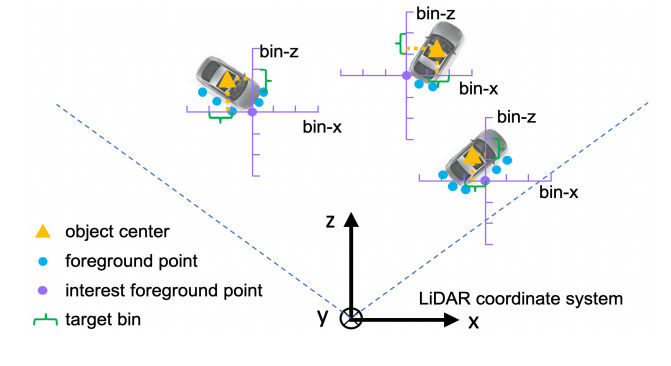 bin-z
bin-z
bin-x
bin-z
bin-x
bin-x
z
object center
foreground point
interest foreground point
LiDAR coordinate system
target bin
y
x